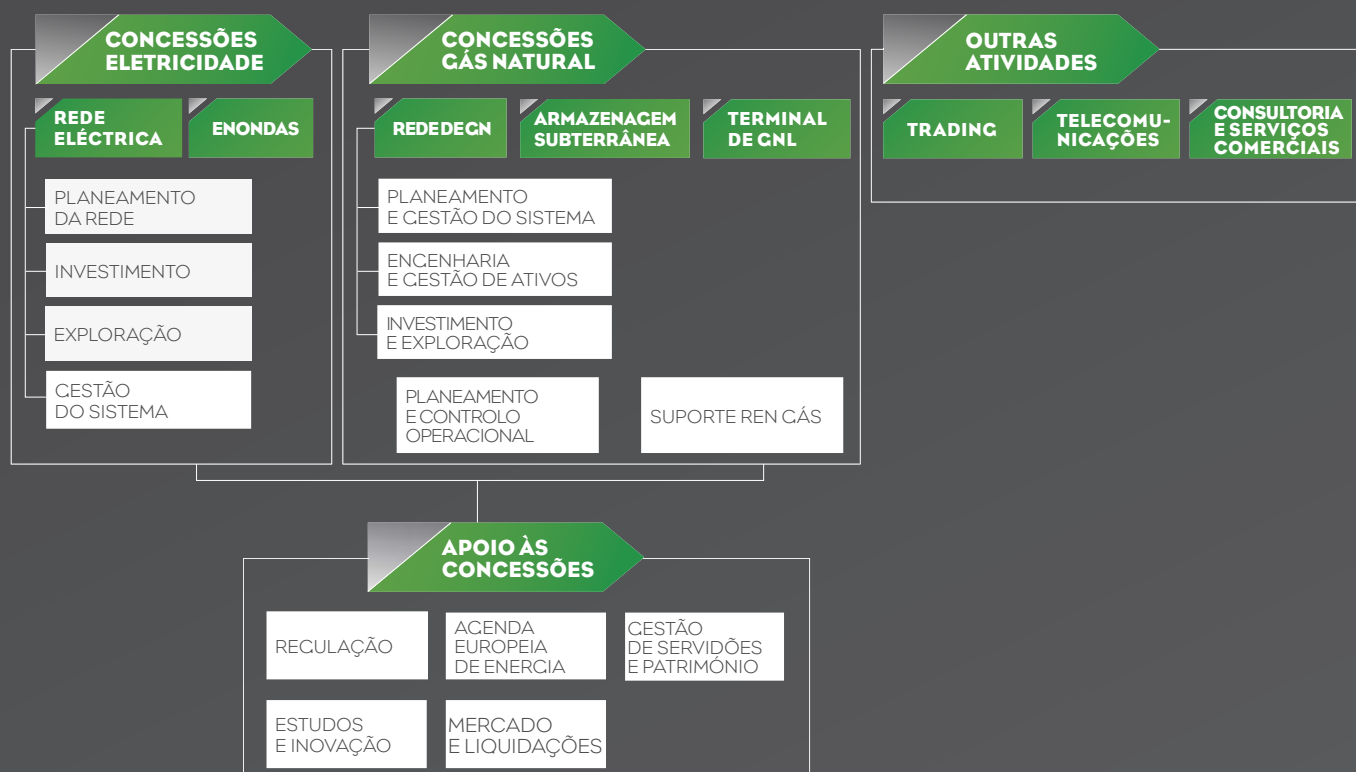 CONCESSÕES
ELETRICIDADE
REDE
ELÉCTRICA
ENONDAS
PLANEAMENTO
DA REDE
INVESTIMENTO
EXPLORAÇÃO
GESTÃO
DO SISTEMA
CONCESSÕES
GÁS NATURAL
REDE DE GN
ARMAZENAGEM
SUBTERRÂNEA
TERMINAL
DE GNL
PLANEAMENTO
E GESTÃO DO SISTEMA
ENGENHARIA
E GESTÃO DE ATIVOS
INVESTIMENTO
E EXPLORAÇÃO
PLANEAMENTO
E CONTROLO
OPERACIONAL
SUPORTE REN GÁS
OUTRAS
ATIVIDADES
TRADING
TELECOMU-
NICAÇÕES
CONSULTORIA
E SERVIÇOS
COMERCIAIS
APOIO ÀS
CONCESSÕES
REGULAÇÃO
AGENDA
EUROPEIA
DE ENERGIA
GESTÃO
DE SERVIDÕES
E PATRIMÓNIO
ESTUDOS
E INOVAÇÃO
MERCADO
E LIQUIDAÇÕES